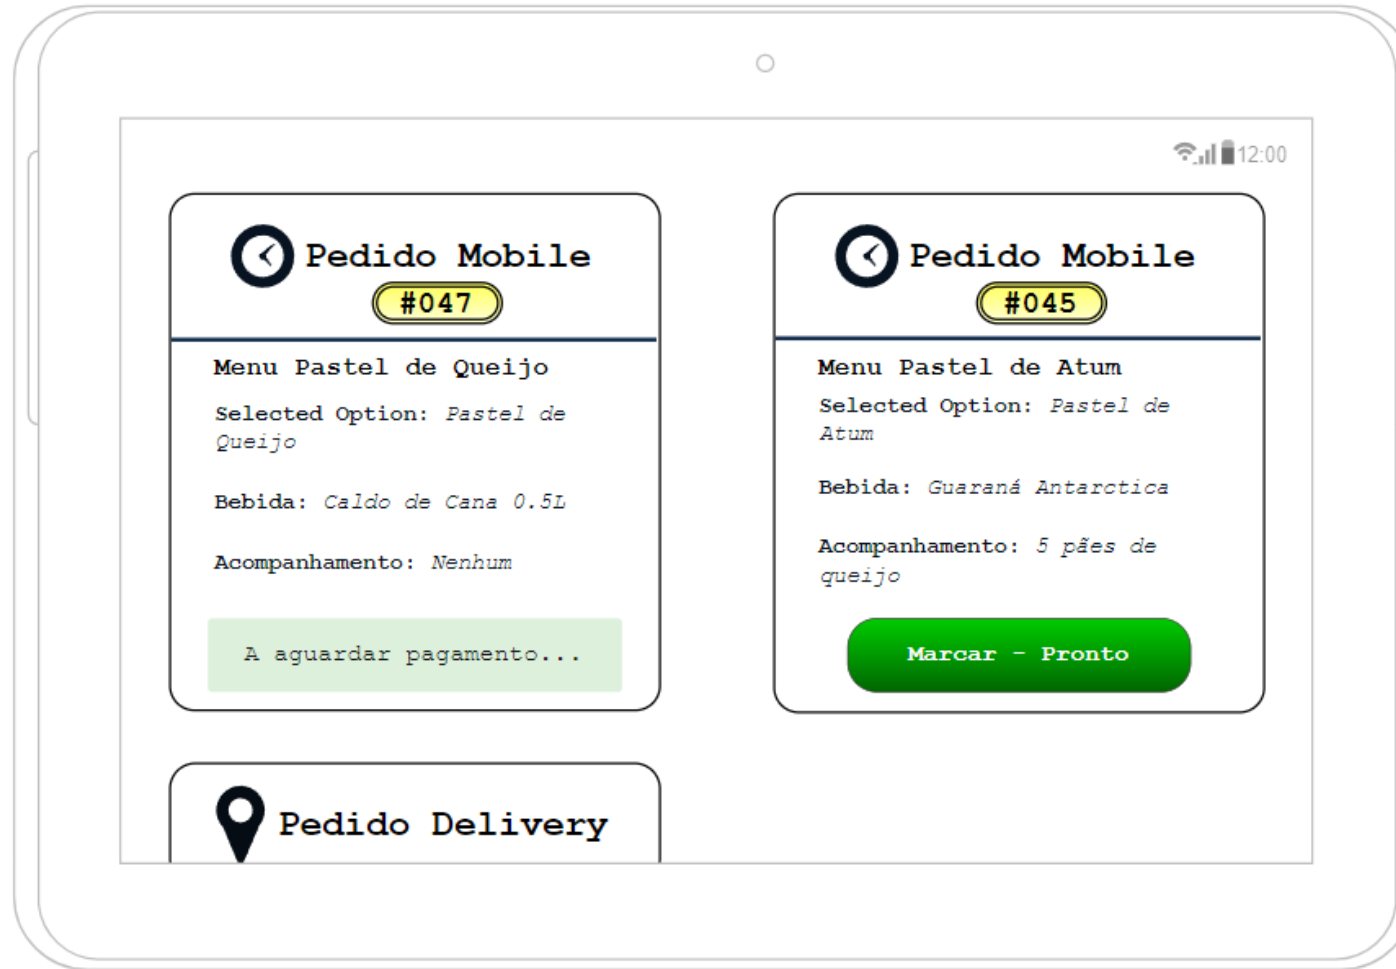 12:00
Pedido Mobile
#047
Menu Pastel de Queijo
Selected Option: Pastel de
Queijo
Bebida: Caldo de Cana 0.5L
Acompanhamento: Nenhum
A aguardar pagamento...
Pedido Mobile
#045
Menu Pastel de Atum
Selected Option: Pastel de
Atum
Bebida: Guaraná Antarctica
Acompanhamento: 5 pães de
queijo
Marcar - Pronto
Pedido Delivery